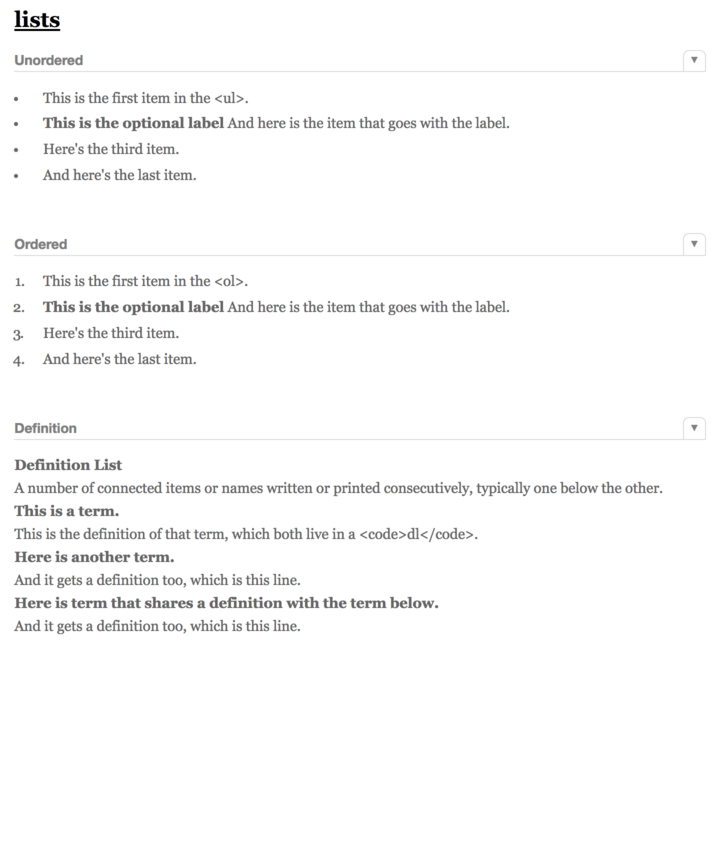 lists
Unordered ▼
• This is the first item in the <ul>.
• This is the optional label And here is the item that goes with the label.
• Here's the third item.
• And here's the last item.
Ordered ▼
1. This is the first item in the <ol>.
2. This is the optional label And here is the item that goes with the label.
3. Here's the third item.
4. And here's the last item.
Definition ▼
Definition List
A number of connected items or names written or printed consecutively, typically one below the other.
This is a term.
This is the definition of that term, which both live in a <code>dl</code>.
Here is another term.
And it gets a definition too, which is this line.
Here is term that shares a definition with the term below.
And it gets a definition too, which is this line.